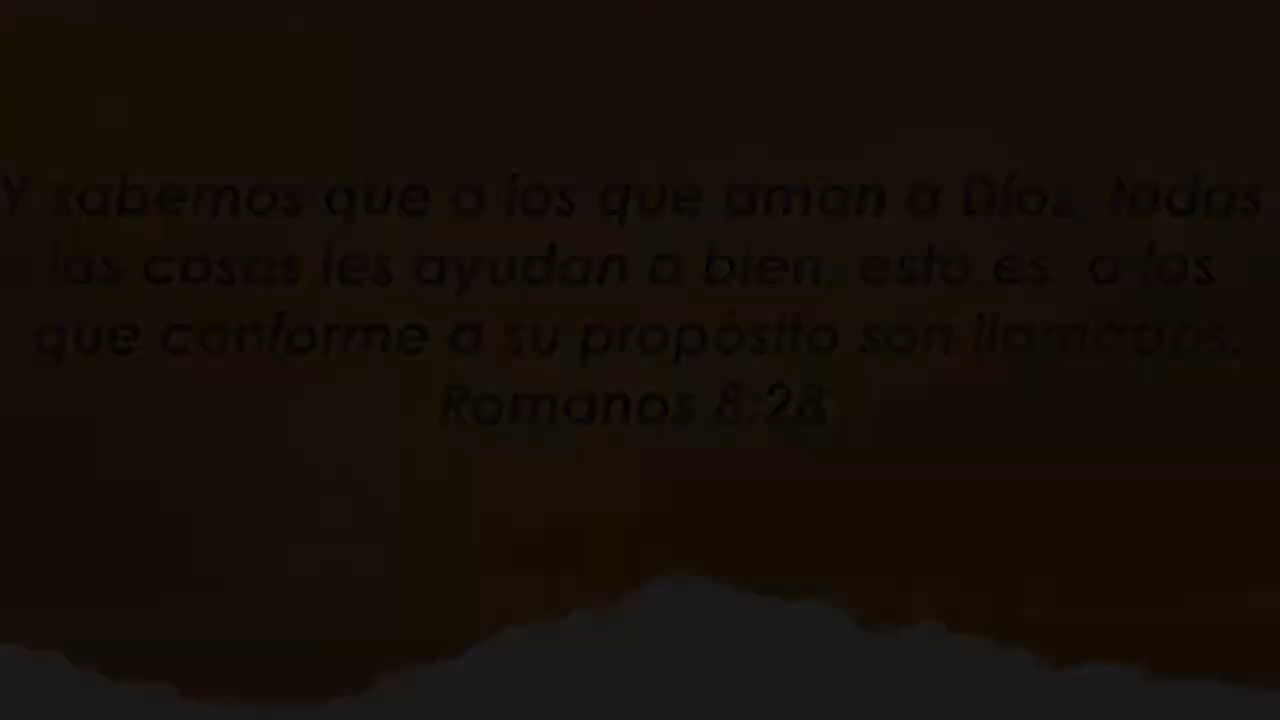 Y sabemos que a los que aman a Dios, todas
las cosas les ayudan a bien, esto es, a los
que conforme a su propósito son llamados.
Romanos 8:28